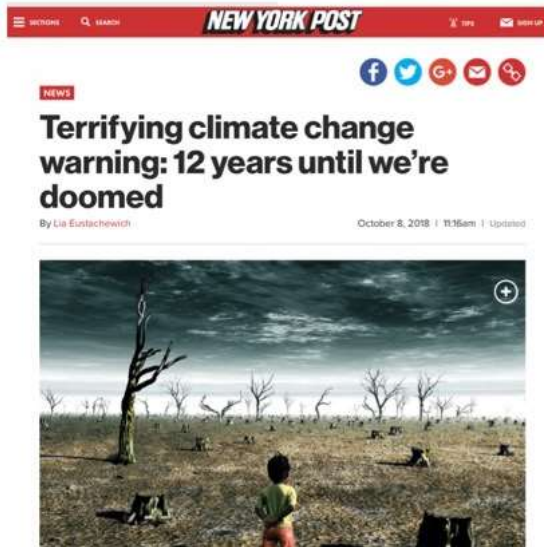 SECTIONS SEARCH NEW YORK POST TIPS SIGN UP
NEWS
Terrifying climate change
warning: 12 years until we're
doomed
By Lia Eustachewich October 8, 2018 | 11:16am | Updated